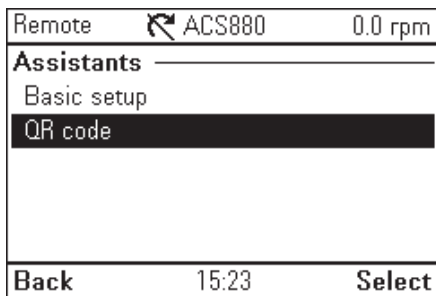 Remote ACS880 0.0 rpm
Assistants
Basic setup
QR code
Back 15:23 Select